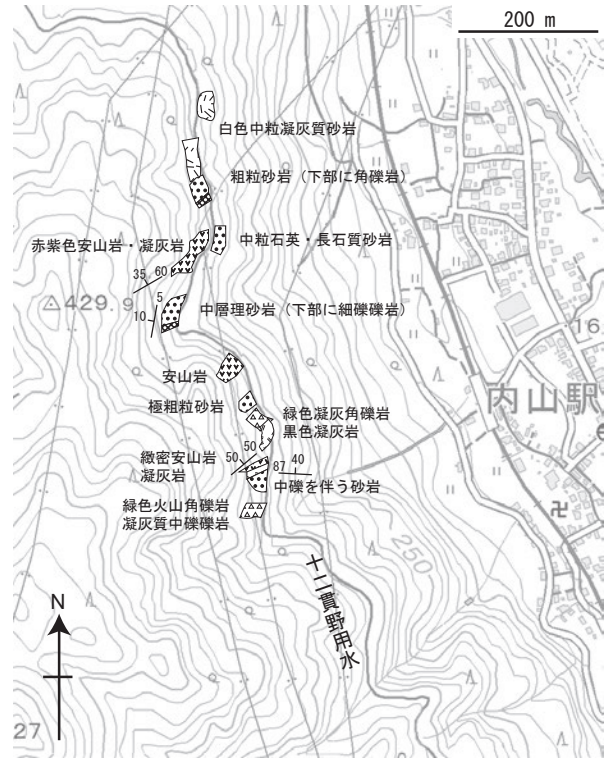 200 m
白色中粒凝灰質砂岩
粗粒砂岩（下部に角礫岩）
赤紫色安山岩・凝灰岩
中粒石英・長石質砂岩
35
60
429.9
5
10
中層理砂岩（下部に細礫礫岩）
16
安山岩
極粗粒砂岩
内山駅
緑色凝灰角礫岩
黒色凝灰岩
50
緻密安山岩
凝灰岩
50
87
40
中礫を伴う砂岩
緑色火山角礫岩
凝灰質中礫礫岩
250
十二貫野用水
N
27